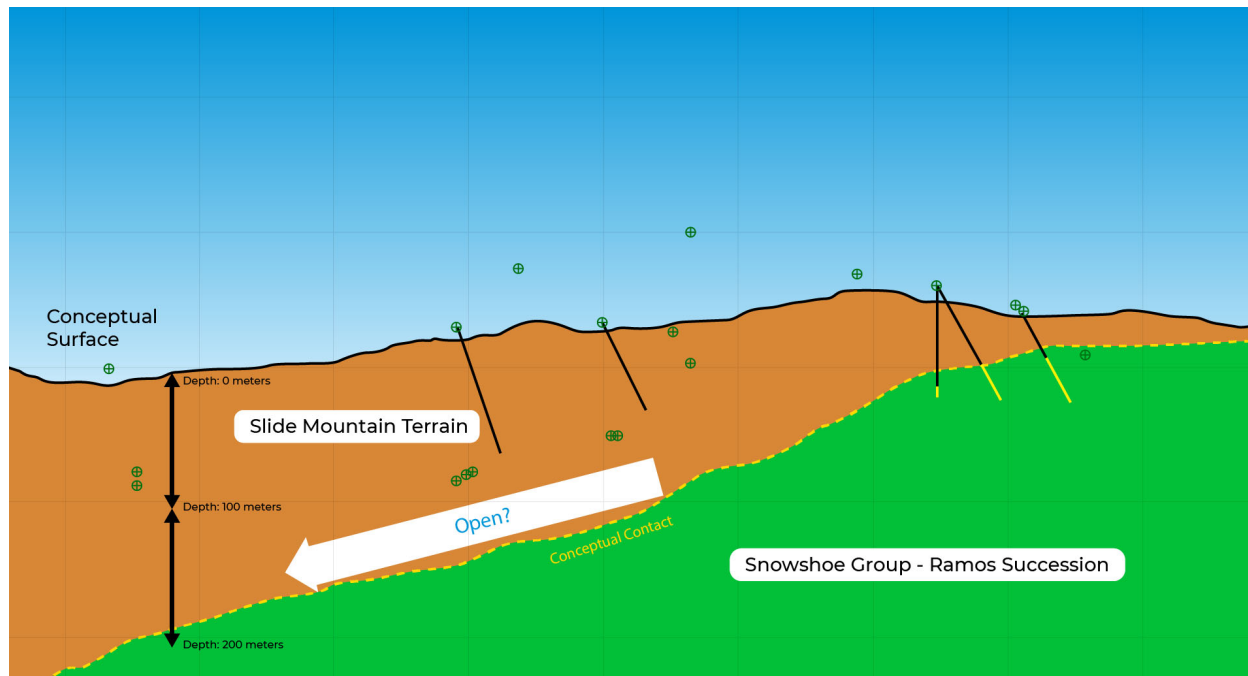 Conceptual
Surface
Depth: 0 meters
Slide Mountain Terrain
Depth: 100 meters
Open?
Conceptual Contact
Snowshoe Group - Ramos Succession
Depth: 200 meters